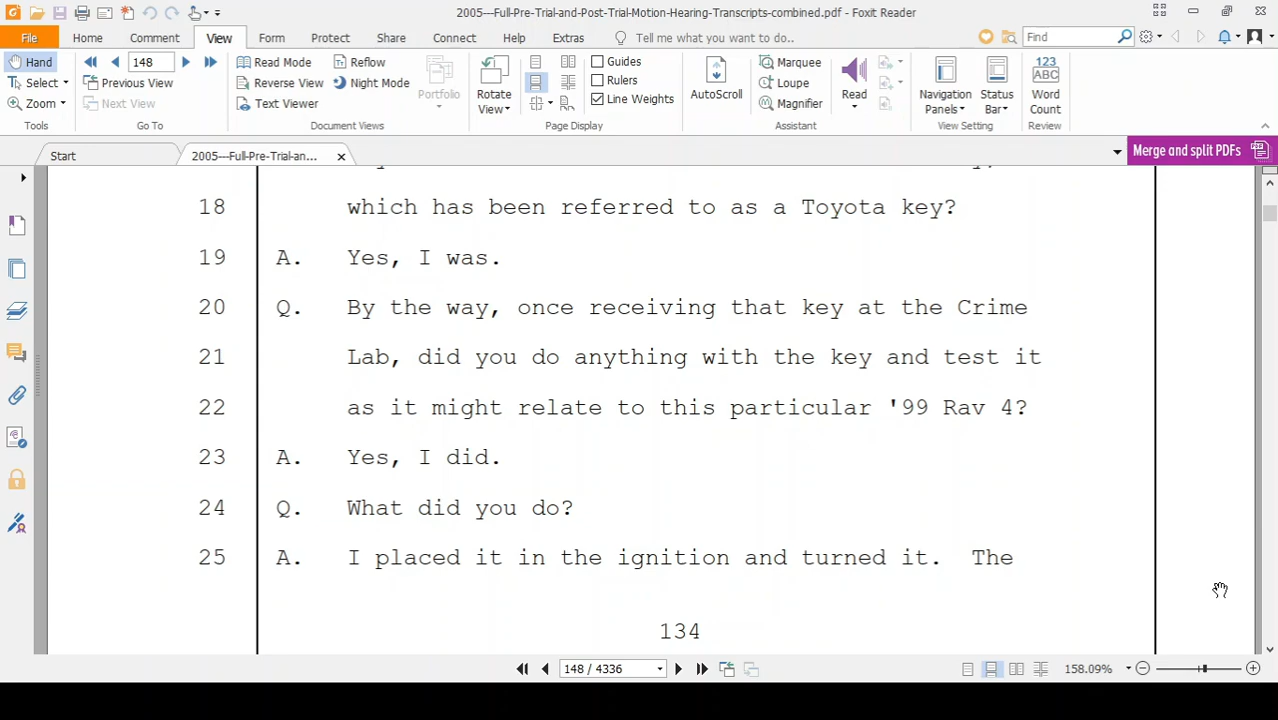 2005---Full-Pre-Trial-and-Post-Trial-Motion-Hearing-Transcripts-combined.pdf - Foxit Reader
File Home Comment View Form Protect Share Connect Help Extras Tell me what you want to do.. Find
Hand
Select
Zoom
Tools
148
Previous View
Next View
Go To
Read Mode Reflow
Reverse View Night Mode
Text Viewer
Document Views
Portfolio
Rotate
View
Guides
Rulers
Line Weights
Page Display
AutoScroll
Marquee
Loupe
Magnifier
Read
Assistant
Navigation
Panels
Status
Bar
View Setting
123
ABC
Word
Count
Review
Start 2005---Full-Pre-Trial-an... Merge and split PDFs
18 which has been referred to as a Toyota key?
19 A. Yes, I was.
20 Q. By the way, once receiving that key at the Crime
21 Lab, did you do anything with the key and test it
22 as it might relate to this particular '99 Rav 4?
23 A. Yes, I did.
24 Q. What did you do?
25 A. I placed it in the ignition and turned it. The
134
148 / 4336 158.09%